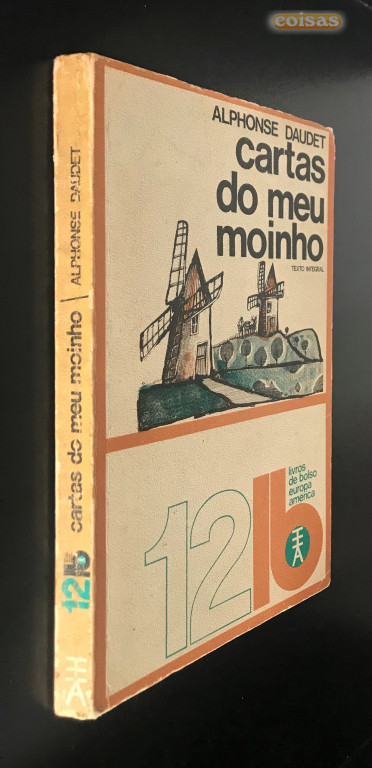 coisas
ALPHONSE DAUDET
cartas
do meu
moinho
TEXTO INTEGRAL
12 lb
livros
de bolso
europa
america
cartas do meu moinho | ALPHONSE DAUDET
12 lb